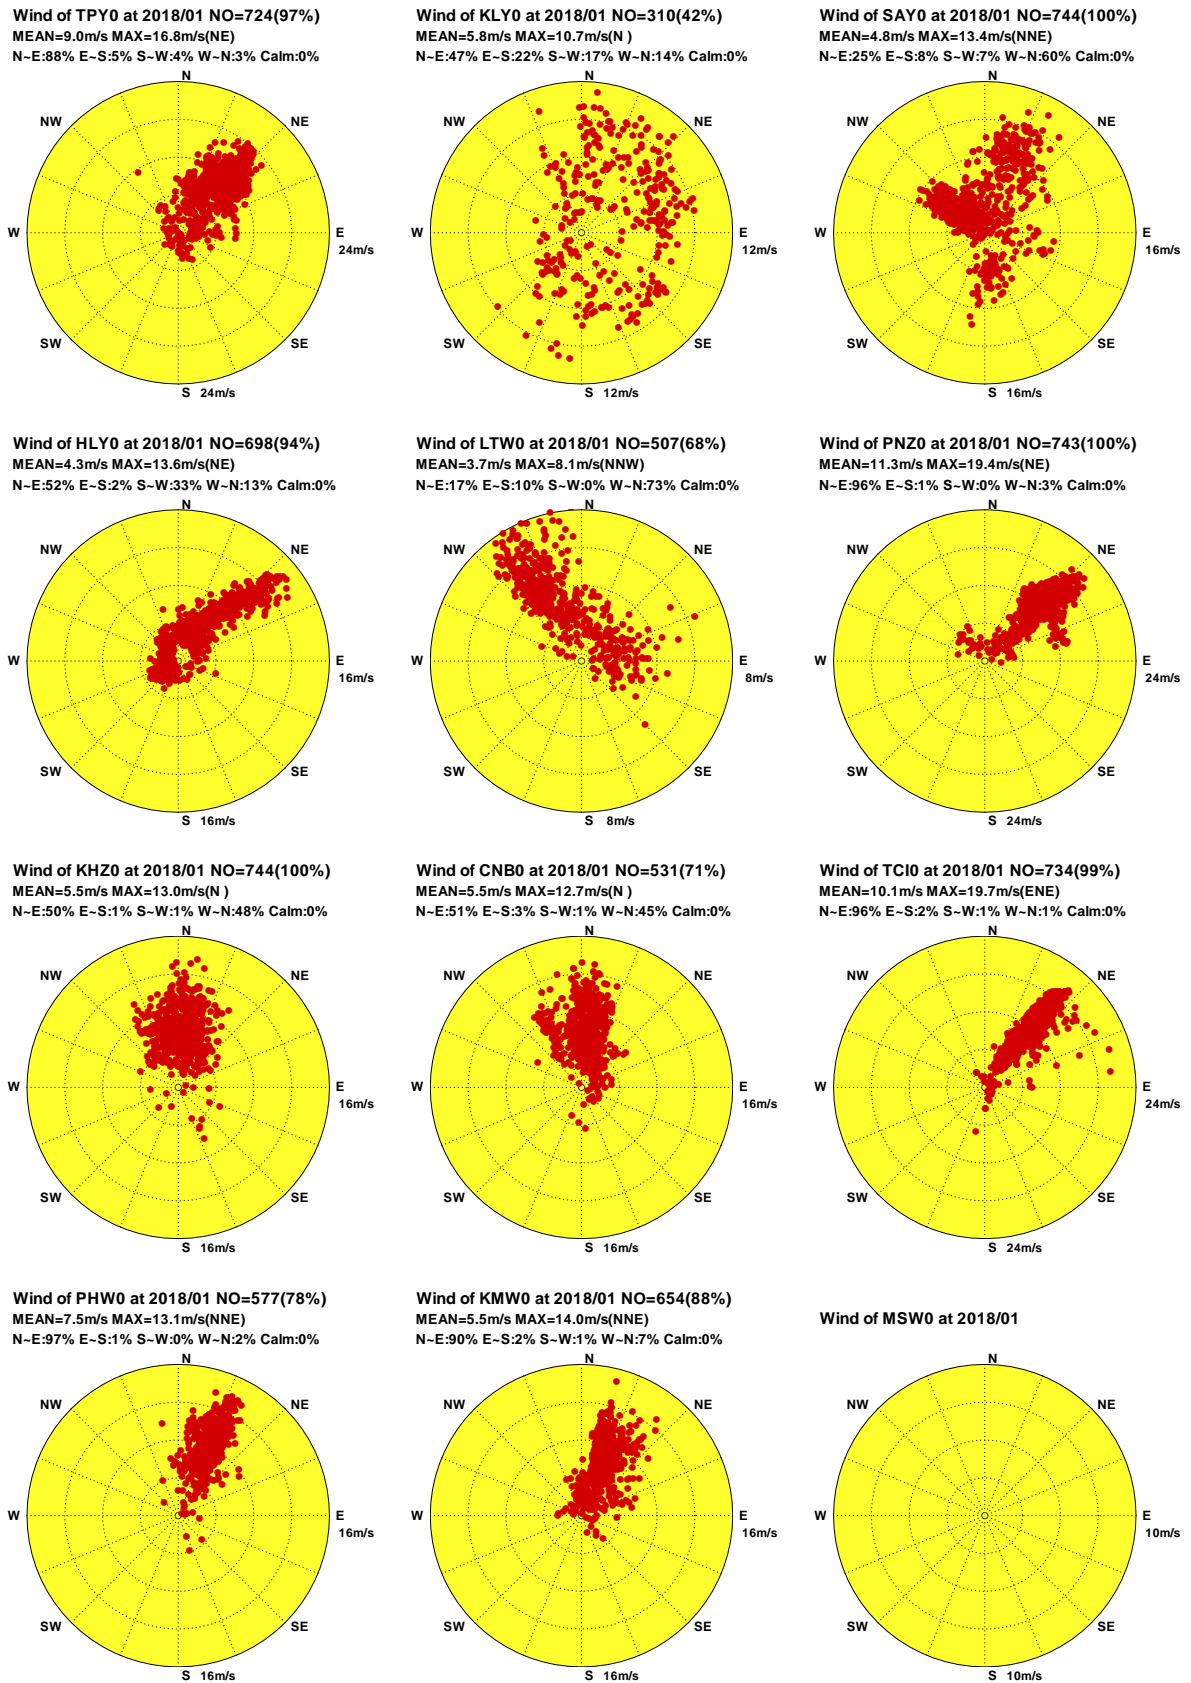 Wind of TPY0 at 2018/01 NO=724(97%)
MEAN=9.0m/s MAX=16.8m/s(NE)
N~E:88% E~S:5% S~W:4% W~N:3% Calm:0%
N
NW
NE
W
E
24m/s
SW
SE
S 24m/s
Wind of KLY0 at 2018/01 NO=310(42%)
MEAN=5.8m/s MAX=10.7m/s(N )
N~E:47% E~S:22% S~W:17% W~N:14% Calm:0%
N
NW
NE
W
E
12m/s
SW
SE
S 12m/s
Wind of SAY0 at 2018/01 NO=744(100%)
MEAN=4.8m/s MAX=13.4m/s(NNE)
N~E:25% E~S:8% S~W:7% W~N:60% Calm:0%
N
NW
NE
W
E
16m/s
SW
SE
S 16m/s
Wind of HLY0 at 2018/01 NO=698(94%)
MEAN=4.3m/s MAX=13.6m/s(NE)
N~E:52% E~S:2% S~W:33% W~N:13% Calm:0%
N
NW
NE
W
E
16m/s
SW
SE
S 16m/s
Wind of LTW0 at 2018/01 NO=507(68%)
MEAN=3.7m/s MAX=8.1m/s(NNW)
N~E:17% E~S:10% S~W:0% W~N:73% Calm:0%
N
NW
NE
W
E
8m/s
SW
SE
S 8m/s
Wind of PNZ0 at 2018/01 NO=743(100%)
MEAN=11.3m/s MAX=19.4m/s(NE)
N~E:96% E~S:1% S~W:0% W~N:3% Calm:0%
N
NW
NE
W
E
24m/s
SW
SE
S 24m/s
Wind of KHZ0 at 2018/01 NO=744(100%)
MEAN=5.5m/s MAX=13.0m/s(N )
N~E:50% E~S:1% S~W:1% W~N:48% Calm:0%
N
NW
NE
W
E
16m/s
SW
SE
S 16m/s
Wind of CNB0 at 2018/01 NO=531(71%)
MEAN=5.5m/s MAX=12.7m/s(N )
N~E:51% E~S:3% S~W:1% W~N:45% Calm:0%
N
NW
NE
W
E
16m/s
SW
SE
S 16m/s
Wind of TCI0 at 2018/01 NO=734(99%)
MEAN=10.1m/s MAX=19.7m/s(ENE)
N~E:96% E~S:2% S~W:1% W~N:1% Calm:0%
N
NW
NE
W
E
24m/s
SW
SE
S 24m/s
Wind of PHW0 at 2018/01 NO=577(78%)
MEAN=7.5m/s MAX=13.1m/s(NNE)
N~E:97% E~S:1% S~W:0% W~N:2% Calm:0%
N
NW
NE
W
E
16m/s
SW
SE
S 16m/s
Wind of KMW0 at 2018/01 NO=654(88%)
MEAN=5.5m/s MAX=14.0m/s(NNE)
N~E:90% E~S:2% S~W:1% W~N:7% Calm:0%
N
NW
NE
W
E
16m/s
SW
SE
S 16m/s
Wind of MSW0 at 2018/01
N
NW
NE
W
E
10m/s
SW
SE
S 10m/s